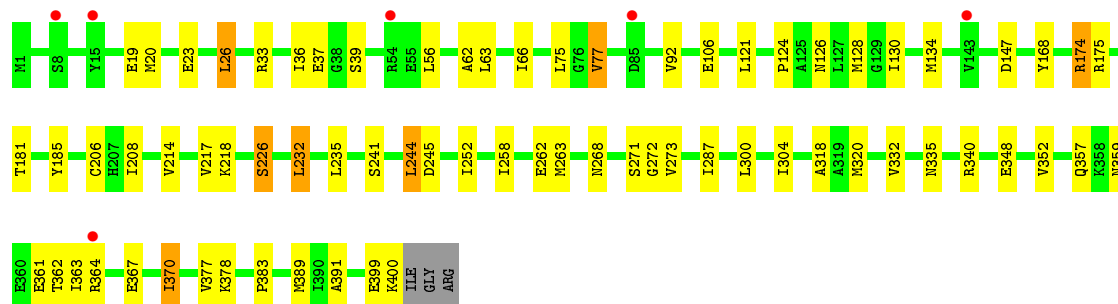 M1 S8 Y15 E19 M20 E23 L26 R33 I36 E37 G38 S39 R54 E55 L56 A62 L63 I66 L75 G76 V77 D85 V92 E106 L121 P124 A125 N126 L127 M128 G129 I130 M134 V143 D147 Y168 R174 R175
T181 Y185 C206 H207 I208 V214 V217 K218 S226 L232 L235 S241 L244 D245 I252 I258 E262 M263 N268 S271 G272 V273 I287 L300 I304 A318 A319 M320 V332 N335 R340 E348 V352 Q357 K358 N359
E360 E361 T362 I363 R364 E367 I370 V377 K378 P383 M389 I390 A391 E399 K400 ILE GLY ARG